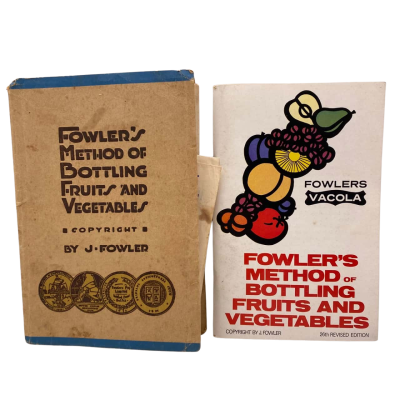 FOWLER'S
METHOD OF
BOTTLING
FRUITS AND
VEGETABLES
COPYRIGHT
BY J. FOWLER
FOWLERS
VACOLA
FOWLER'S
METHOD OF
BOTTLING
FRUITS AND
VEGETABLES
COPYRIGHT BY J. FOWLER 26th REVISED EDITION